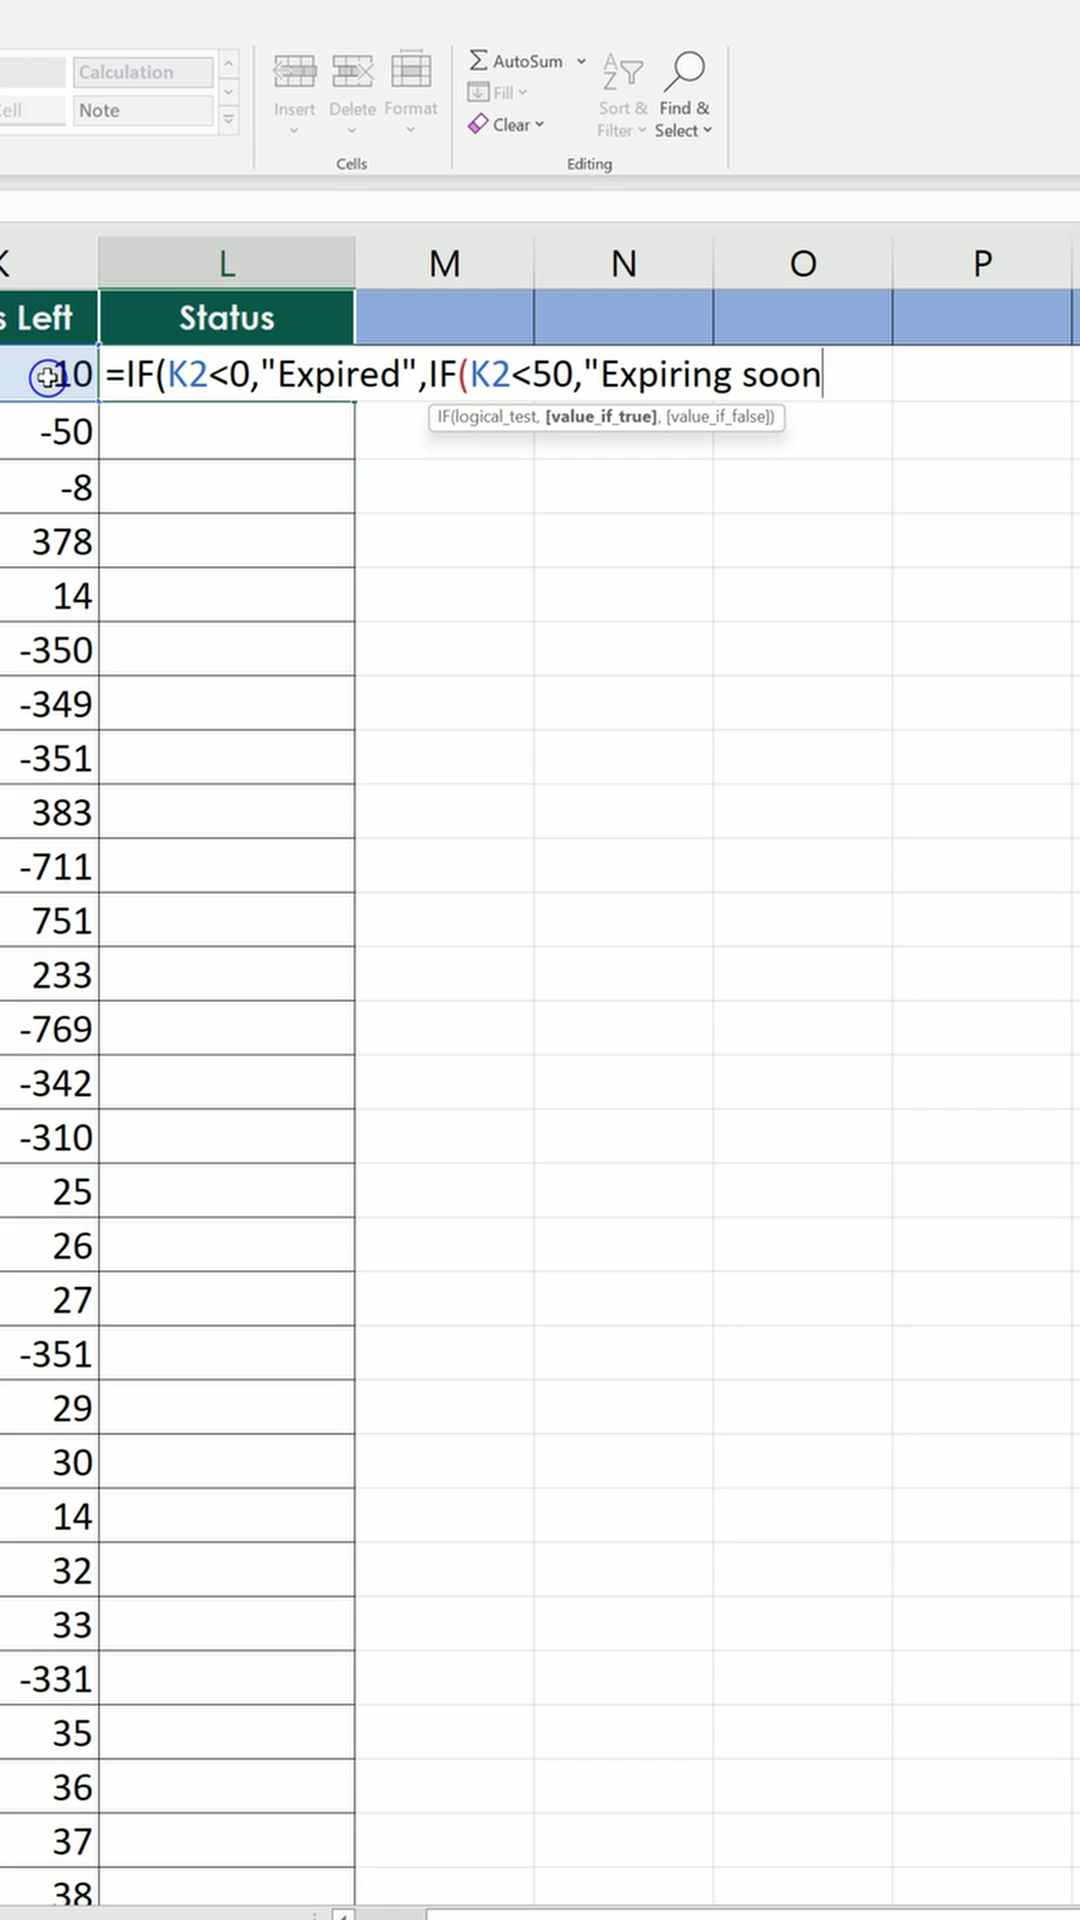 Calculation
ell
Note
Insert
Delete
Format
Cells
AutoSum
Fill
Clear
Sort &
Filter
Find &
Select
Editing
K L M N O P
s Left Status
10 =IF(K2<0,"Expired",IF(K2<50,"Expiring soon
IF(logical_test, [value_if_true], [value_if_false])
-50
-8
378
14
-350
-349
-351
383
-711
751
233
-769
-342
-310
25
26
27
-351
29
30
14
32
33
-331
35
36
37
38